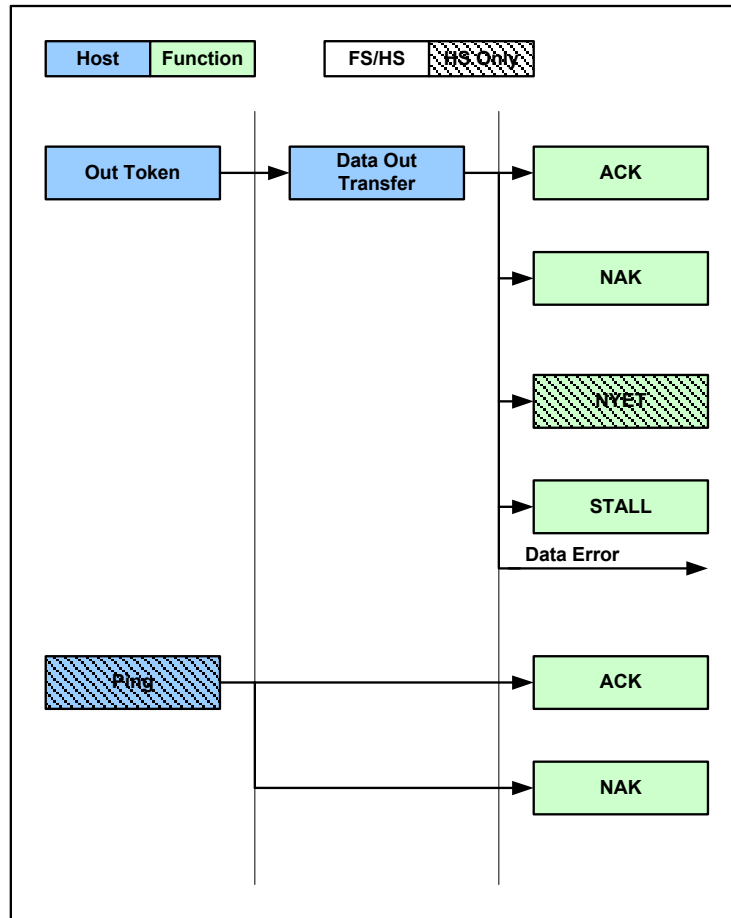 Host
Function
FS/HS
HS Only
Out Token
Data Out
Transfer
ACK
NAK
NYET
STALL
Data Error
Ping
ACK
NAK